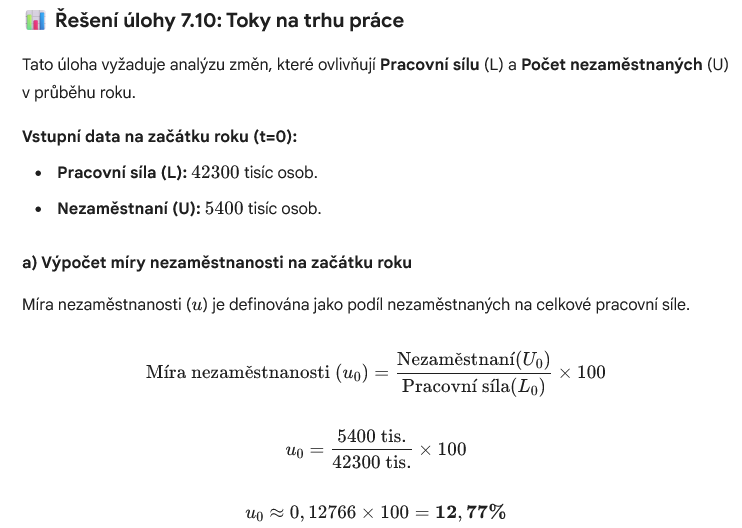 Řešení úlohy 7.10: Toky na trhu práce
Tato úloha vyžaduje analýzu změn, které ovlivňují Pracovní sílu (L) a Počet nezaměstnaných (U)
v průběhu roku.
Vstupní data na začátku roku (t=0):
• Pracovní síla (L): 42300 tisíc osob.
• Nezaměstnaní (U): 5400 tisíc osob.
a) Výpočet míry nezaměstnanosti na začátku roku
Míra nezaměstnanosti (u) je definována jako podíl nezaměstnaných na celkové pracovní síle.
Míra nezaměstnanosti (u₀) = Nezaměstnaní(U₀) / Pracovní síla(L₀) × 100
u₀ = 5400 tis. / 42300 tis. × 100
u₀ ≈ 0,12766 × 100 = 12,77%